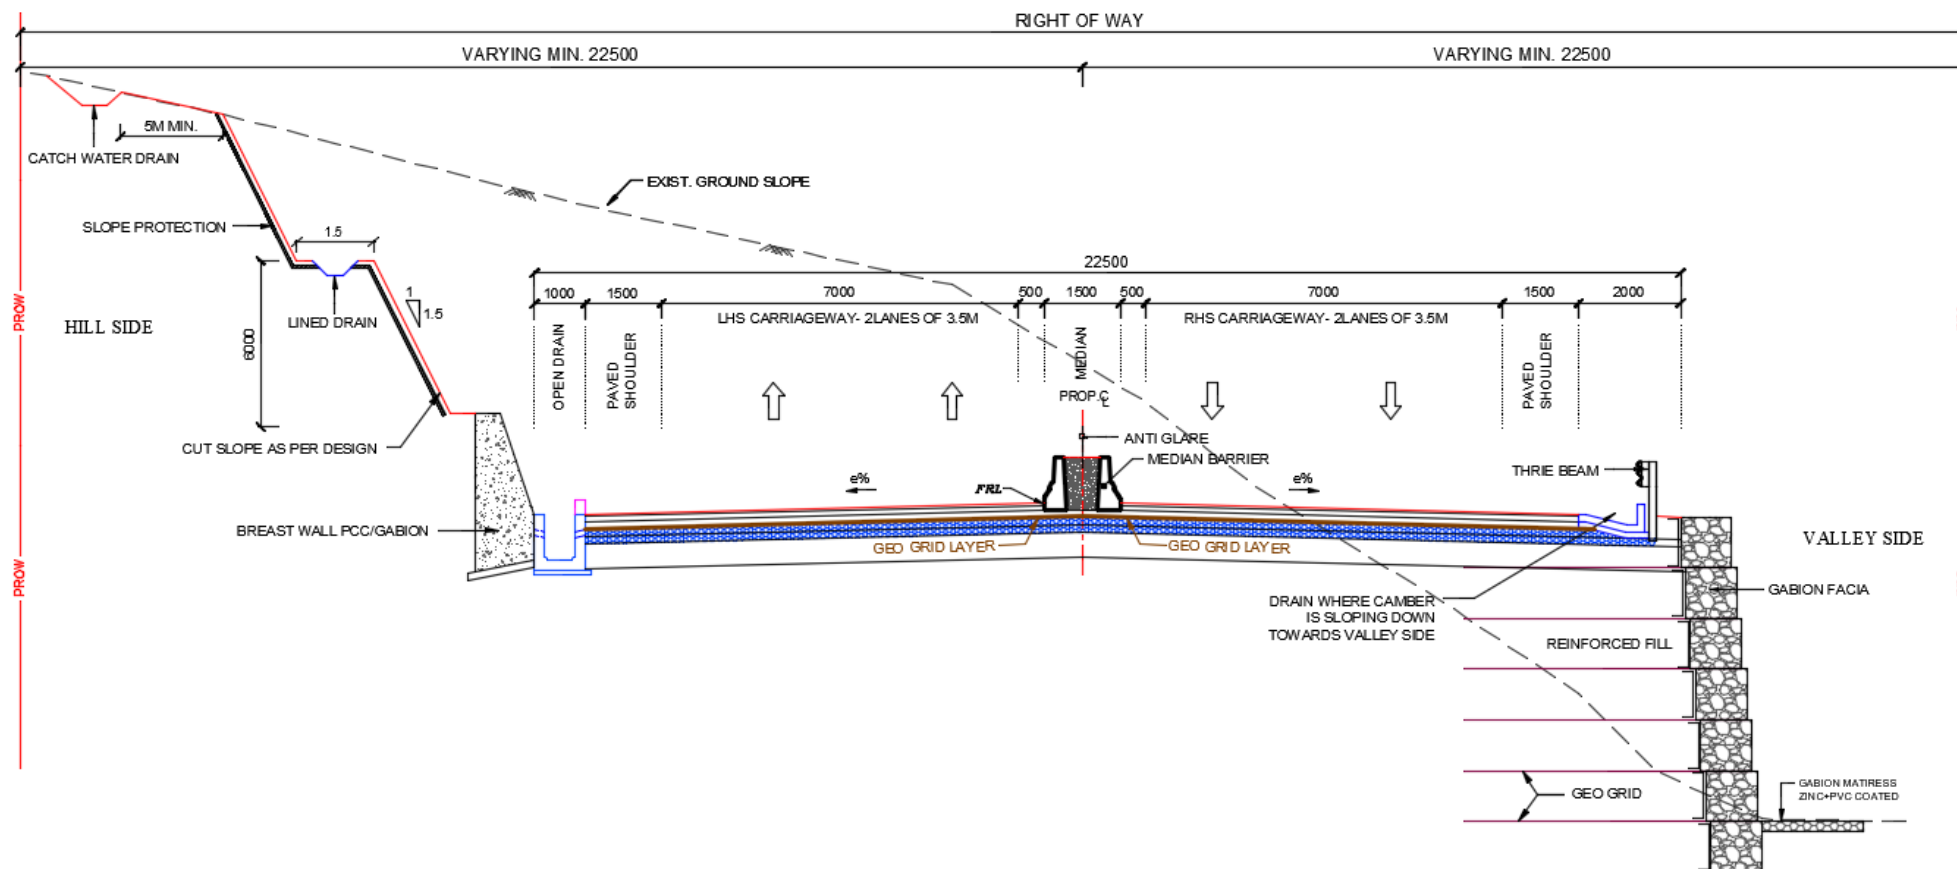 RIGHT OF WAY
VARYING MIN. 22500
VARYING MIN. 22500
5M MIN.
CATCH WATER DRAIN
EXIST. GROUND SLOPE
SLOPE PROTECTION
1.5
22500
1000
1500
7000
500
1500
500
7000
1500
2000
LHS CARRIAGEWAY- 2LANES OF 3.5M
RHS CARRIAGEWAY- 2LANES OF 3.5M
1
1.5
LINED DRAIN
HILL SIDE
PROW
6000
OPEN DRAIN
PAVED
SHOULDER
MEDIAN
PAVED
SHOULDER
PROP.CL
CUT SLOPE AS PER DESIGN
ANTI GLARE
MEDIAN BARRIER
THRIE BEAM
e%
FRL
e%
BREAST WALL PCC/GABION
GEO GRID LAYER
GEO GRID LAYER
VALLEY SIDE
PROW
GABION FACIA
DRAIN WHERE CAMBER
IS SLOPING DOWN
TOWARDS VALLEY SIDE
REINFORCED FILL
GEO GRID
GABION MATIRESS
ZINC+PVC COATED